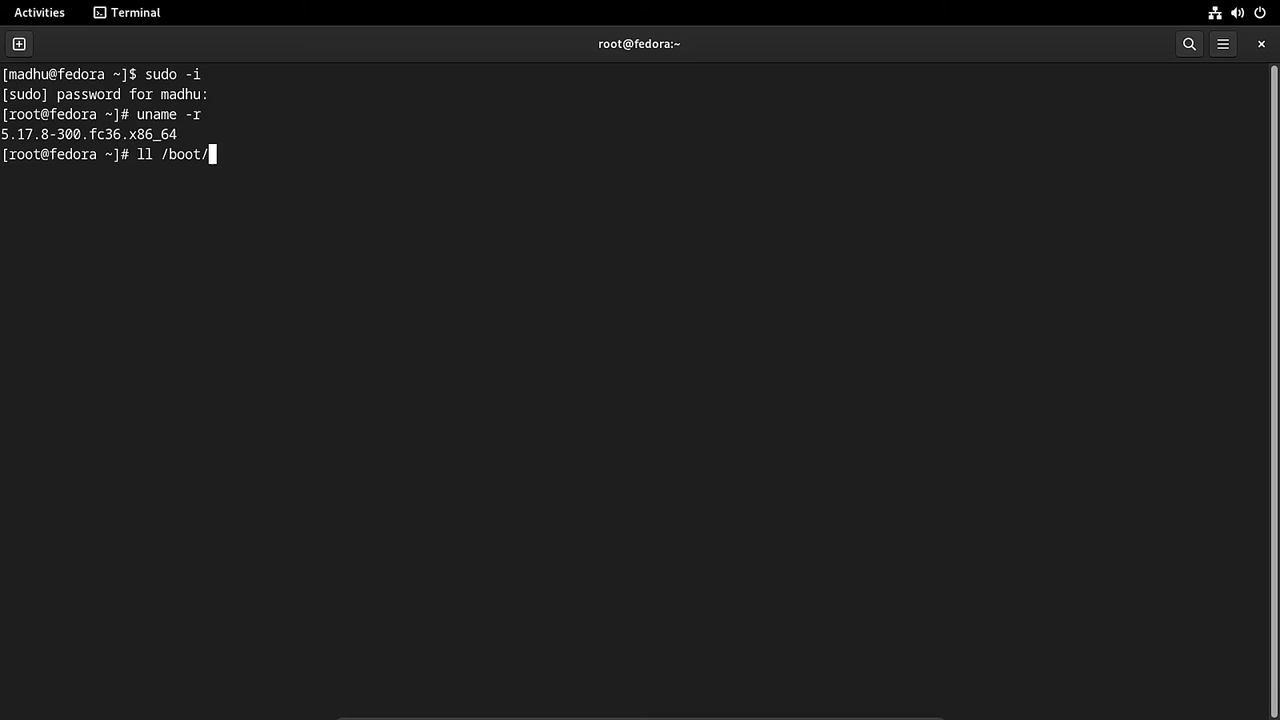 Activities
Terminal
root@fedora:~
[madhu@fedora ~]$ sudo -i
[sudo] password for madhu:
[root@fedora ~]# uname -r
5.17.8-300.fc36.x86_64
[root@fedora ~]# ll /boot/